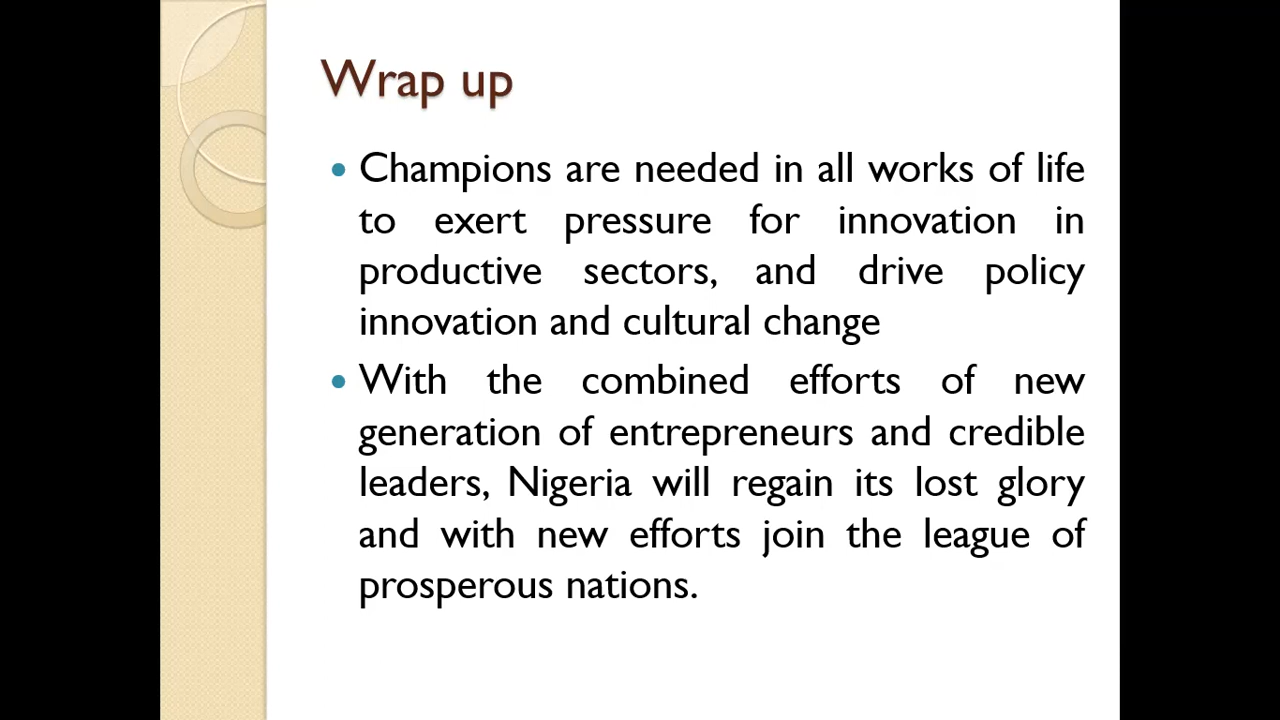 Wrap up
• Champions are needed in all works of life
to exert pressure for innovation in
productive sectors, and drive policy
innovation and cultural change
• With the combined efforts of new
generation of entrepreneurs and credible
leaders, Nigeria will regain its lost glory
and with new efforts join the league of
prosperous nations.